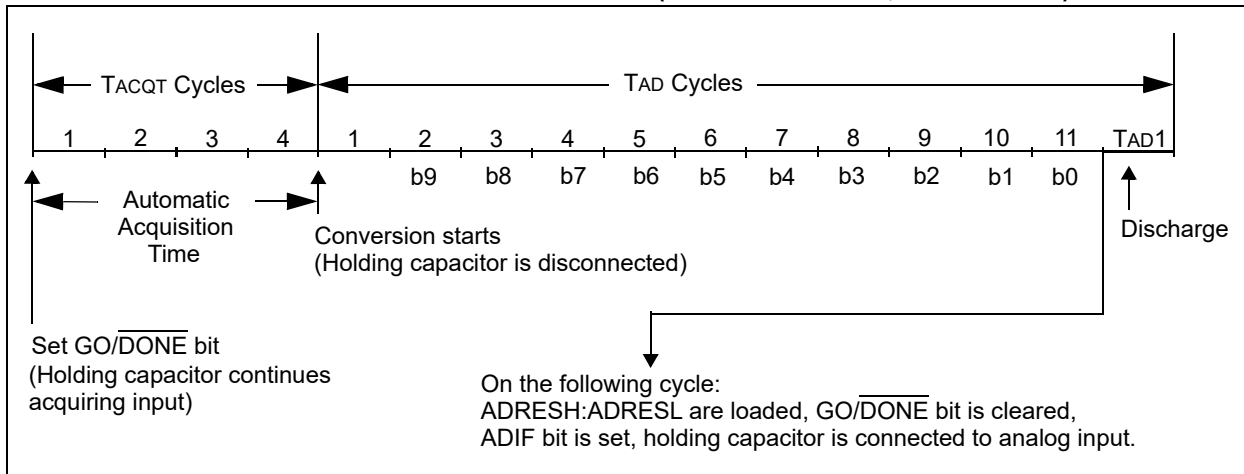 TACQT Cycles TAD Cycles
1 2 3 4 1 2 3 4 5 6 7 8 9 10 11 TAD1
b9 b8 b7 b6 b5 b4 b3 b2 b1 b0
Automatic
Acquisition
Time
Conversion starts
(Holding capacitor is disconnected)
Discharge
Set GO/DONE bit
(Holding capacitor continues
acquiring input)
On the following cycle:
ADRESH:ADRESL are loaded, GO/DONE bit is cleared,
ADIF bit is set, holding capacitor is connected to analog input.